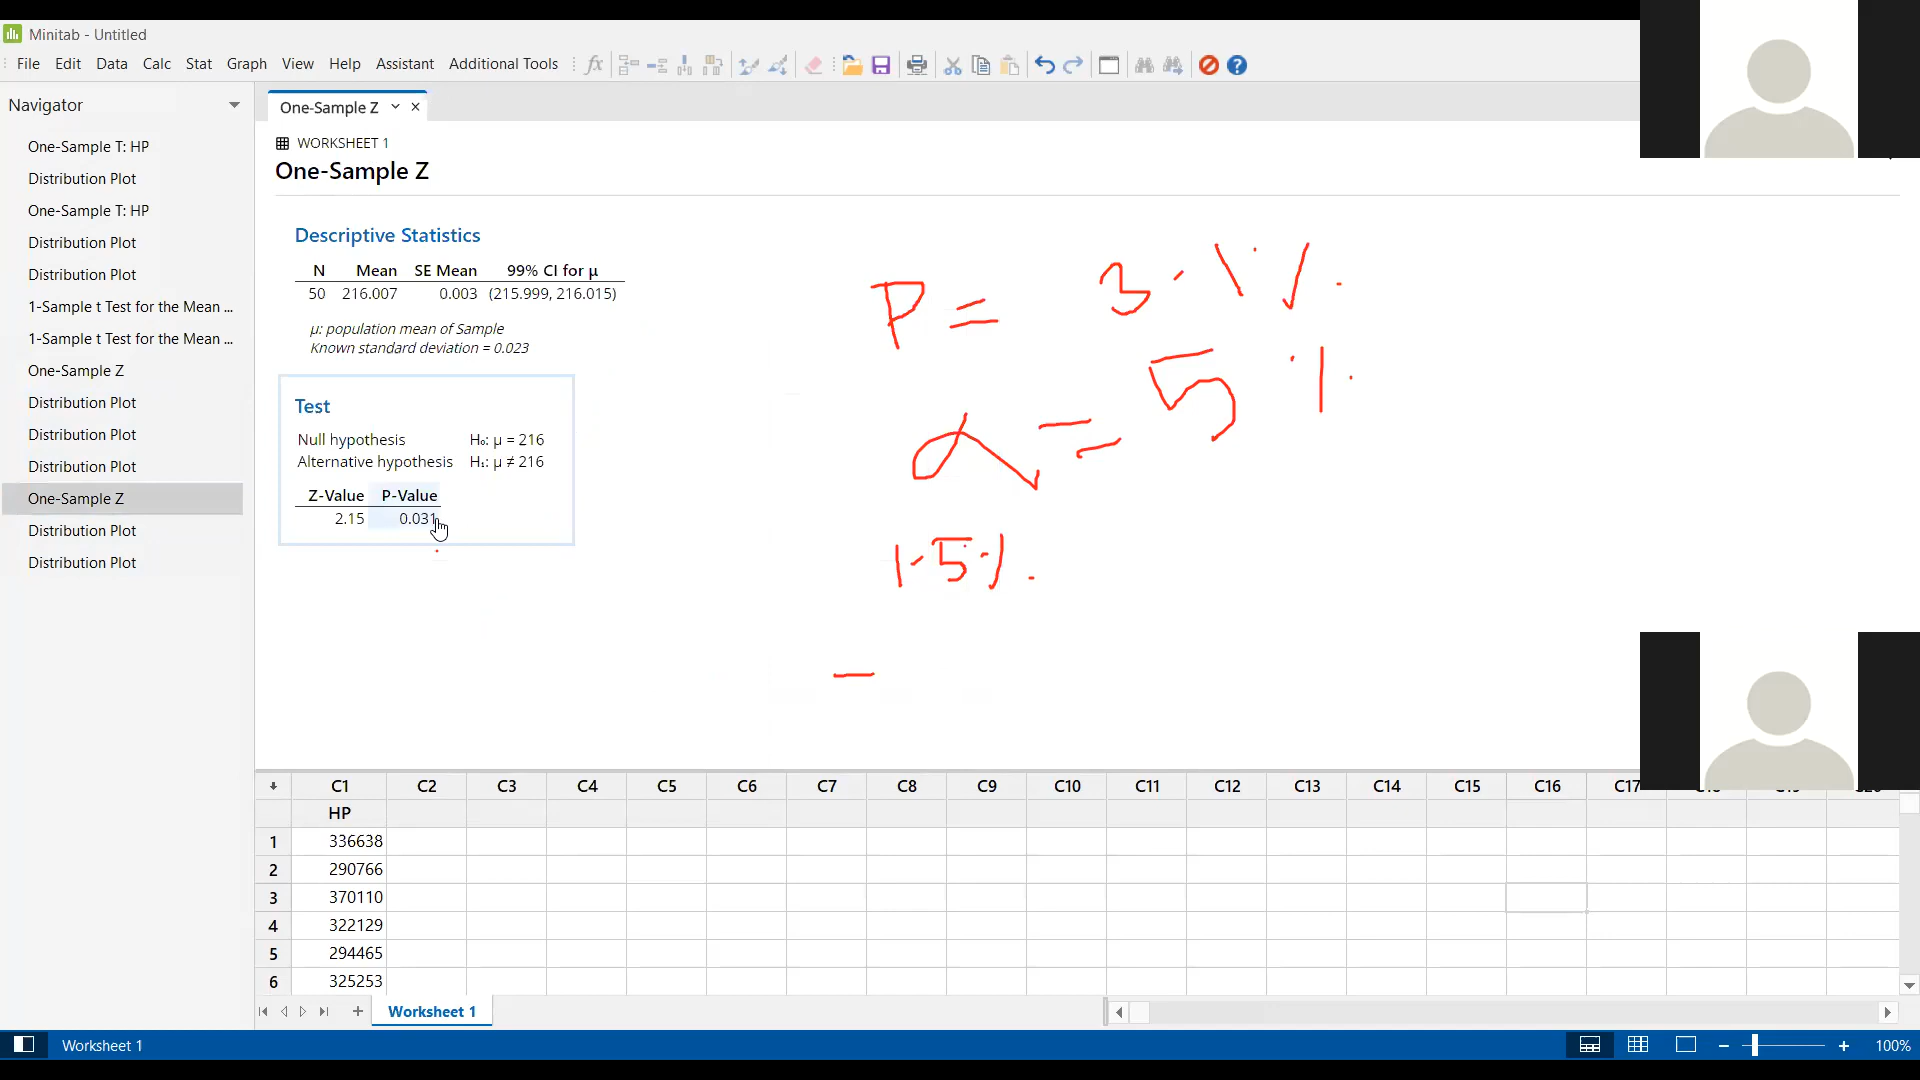 Minitab - Untitled
File Edit Data Calc Stat Graph View Help Assistant Additional Tools
Navigator
One-Sample T: HP
Distribution Plot
One-Sample T: HP
Distribution Plot
Distribution Plot
1-Sample t Test for the Mean ...
1-Sample t Test for the Mean ...
One-Sample Z
Distribution Plot
Distribution Plot
Distribution Plot
One-Sample Z
Distribution Plot
Distribution Plot
One-Sample Z
WORKSHEET 1
One-Sample Z
Descriptive Statistics
N Mean SE Mean 99% CI for μ
50 216.007 0.003 (215.999, 216.015)
μ: population mean of Sample
Known standard deviation = 0.023
Test
Null hypothesis H₀: μ = 216
Alternative hypothesis H₁: μ ≠ 216
Z-Value P-Value
2.15 0.031
P = 3.1%
α = 5%
1.5%.
C1 C2 C3 C4 C5 C6 C7 C8 C9 C10 C11 C12 C13 C14 C15 C16 C17
HP
1 336638
2 290766
3 370110
4 322129
5 294465
6 325253
Worksheet 1
Worksheet 1
100%